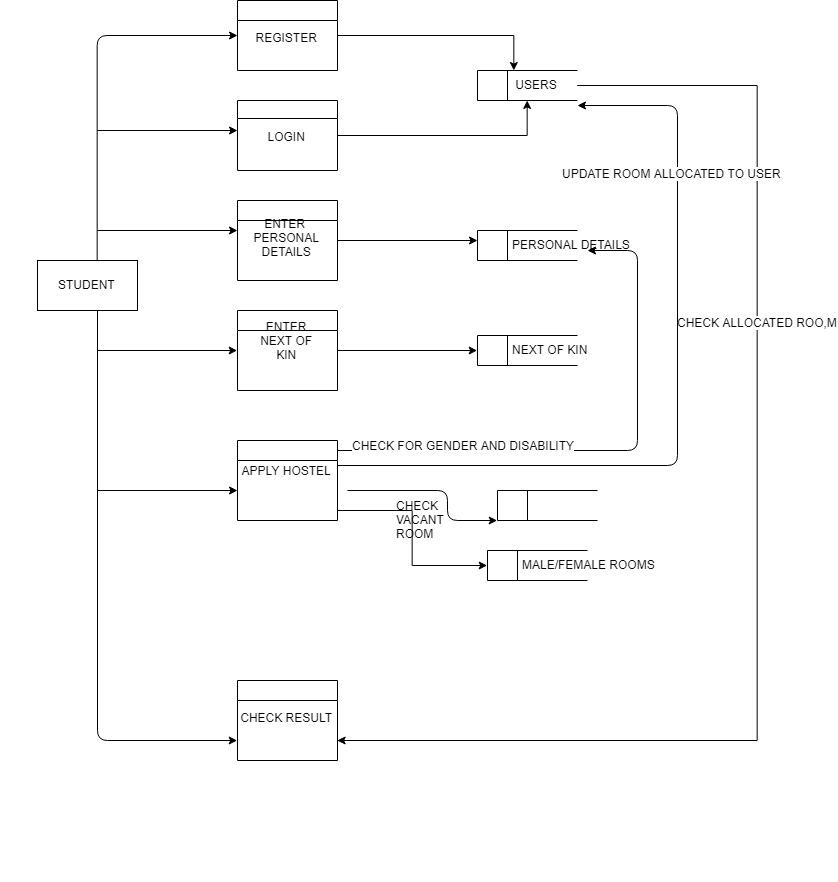 REGISTER
USERS
LOGIN
UPDATE ROOM ALLOCATED TO USER
ENTER
PERSONAL
DETAILS
PERSONAL DETAILS
STUDENT
CHECK ALLOCATED ROO,M
ENTER
NEXT OF
KIN
NEXT OF KIN
CHECK FOR GENDER AND DISABILITY
APPLY HOSTEL
CHECK
VACANT
ROOM
MALE/FEMALE ROOMS
CHECK RESULT